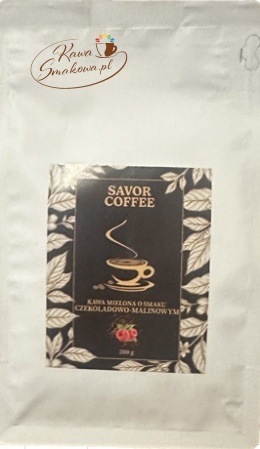 Kawa
Smakowa.pl
SAVOR
COFFEE
KAWA MIELONA O SMAKU
CZEKOLADOWO-MALINOWYM
200 g